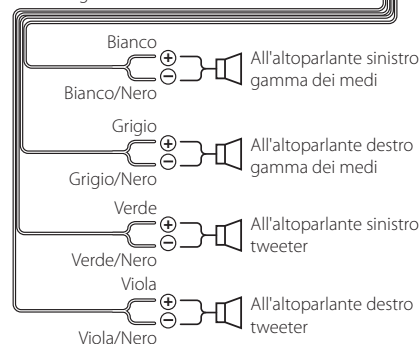 Bianco
All'altoparlante sinistro
gamma dei medi
Bianco/Nero
Grigio
All'altoparlante destro
gamma dei medi
Grigio/Nero
Verde
All'altoparlante sinistro
tweeter
Verde/Nero
Viola
All'altoparlante destro
tweeter
Viola/Nero